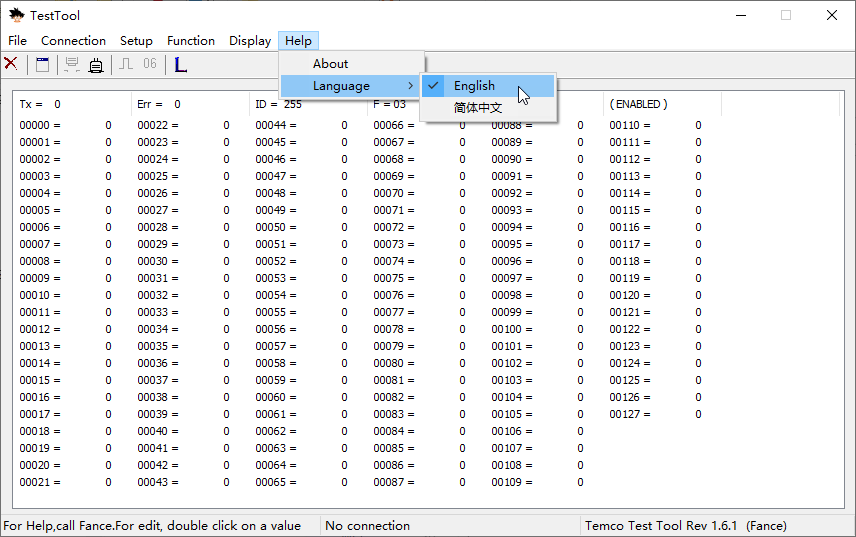 TestTool
File Connection Setup Function Display Help
06
About
Language
English
简体中文
Tx = 0 Err = 0 ID = 255 F = 03 (ENABLED)
00000 = 0 00022 = 0 00044 = 0 00066 = 0 00088 = 0 00110 = 0
00001 = 0 00023 = 0 00045 = 0 00067 = 0 00089 = 0 00111 = 0
00002 = 0 00024 = 0 00046 = 0 00068 = 0 00090 = 0 00112 = 0
00003 = 0 00025 = 0 00047 = 0 00069 = 0 00091 = 0 00113 = 0
00004 = 0 00026 = 0 00048 = 0 00070 = 0 00092 = 0 00114 = 0
00005 = 0 00027 = 0 00049 = 0 00071 = 0 00093 = 0 00115 = 0
00006 = 0 00028 = 0 00050 = 0 00072 = 0 00094 = 0 00116 = 0
00007 = 0 00029 = 0 00051 = 0 00073 = 0 00095 = 0 00117 = 0
00008 = 0 00030 = 0 00052 = 0 00074 = 0 00096 = 0 00118 = 0
00009 = 0 00031 = 0 00053 = 0 00075 = 0 00097 = 0 00119 = 0
00010 = 0 00032 = 0 00054 = 0 00076 = 0 00098 = 0 00120 = 0
00011 = 0 00033 = 0 00055 = 0 00077 = 0 00099 = 0 00121 = 0
00012 = 0 00034 = 0 00056 = 0 00078 = 0 00100 = 0 00122 = 0
00013 = 0 00035 = 0 00057 = 0 00079 = 0 00101 = 0 00123 = 0
00014 = 0 00036 = 0 00058 = 0 00080 = 0 00102 = 0 00124 = 0
00015 = 0 00037 = 0 00059 = 0 00081 = 0 00103 = 0 00125 = 0
00016 = 0 00038 = 0 00060 = 0 00082 = 0 00104 = 0 00126 = 0
00017 = 0 00039 = 0 00061 = 0 00083 = 0 00105 = 0 00127 = 0
00018 = 0 00040 = 0 00062 = 0 00084 = 0 00106 = 0
00019 = 0 00041 = 0 00063 = 0 00085 = 0 00107 = 0
00020 = 0 00042 = 0 00064 = 0 00086 = 0 00108 = 0
00021 = 0 00043 = 0 00065 = 0 00087 = 0 00109 = 0
For Help,call Fance.For edit, double click on a value No connection Temco Test Tool Rev 1.6.1 (Fance)